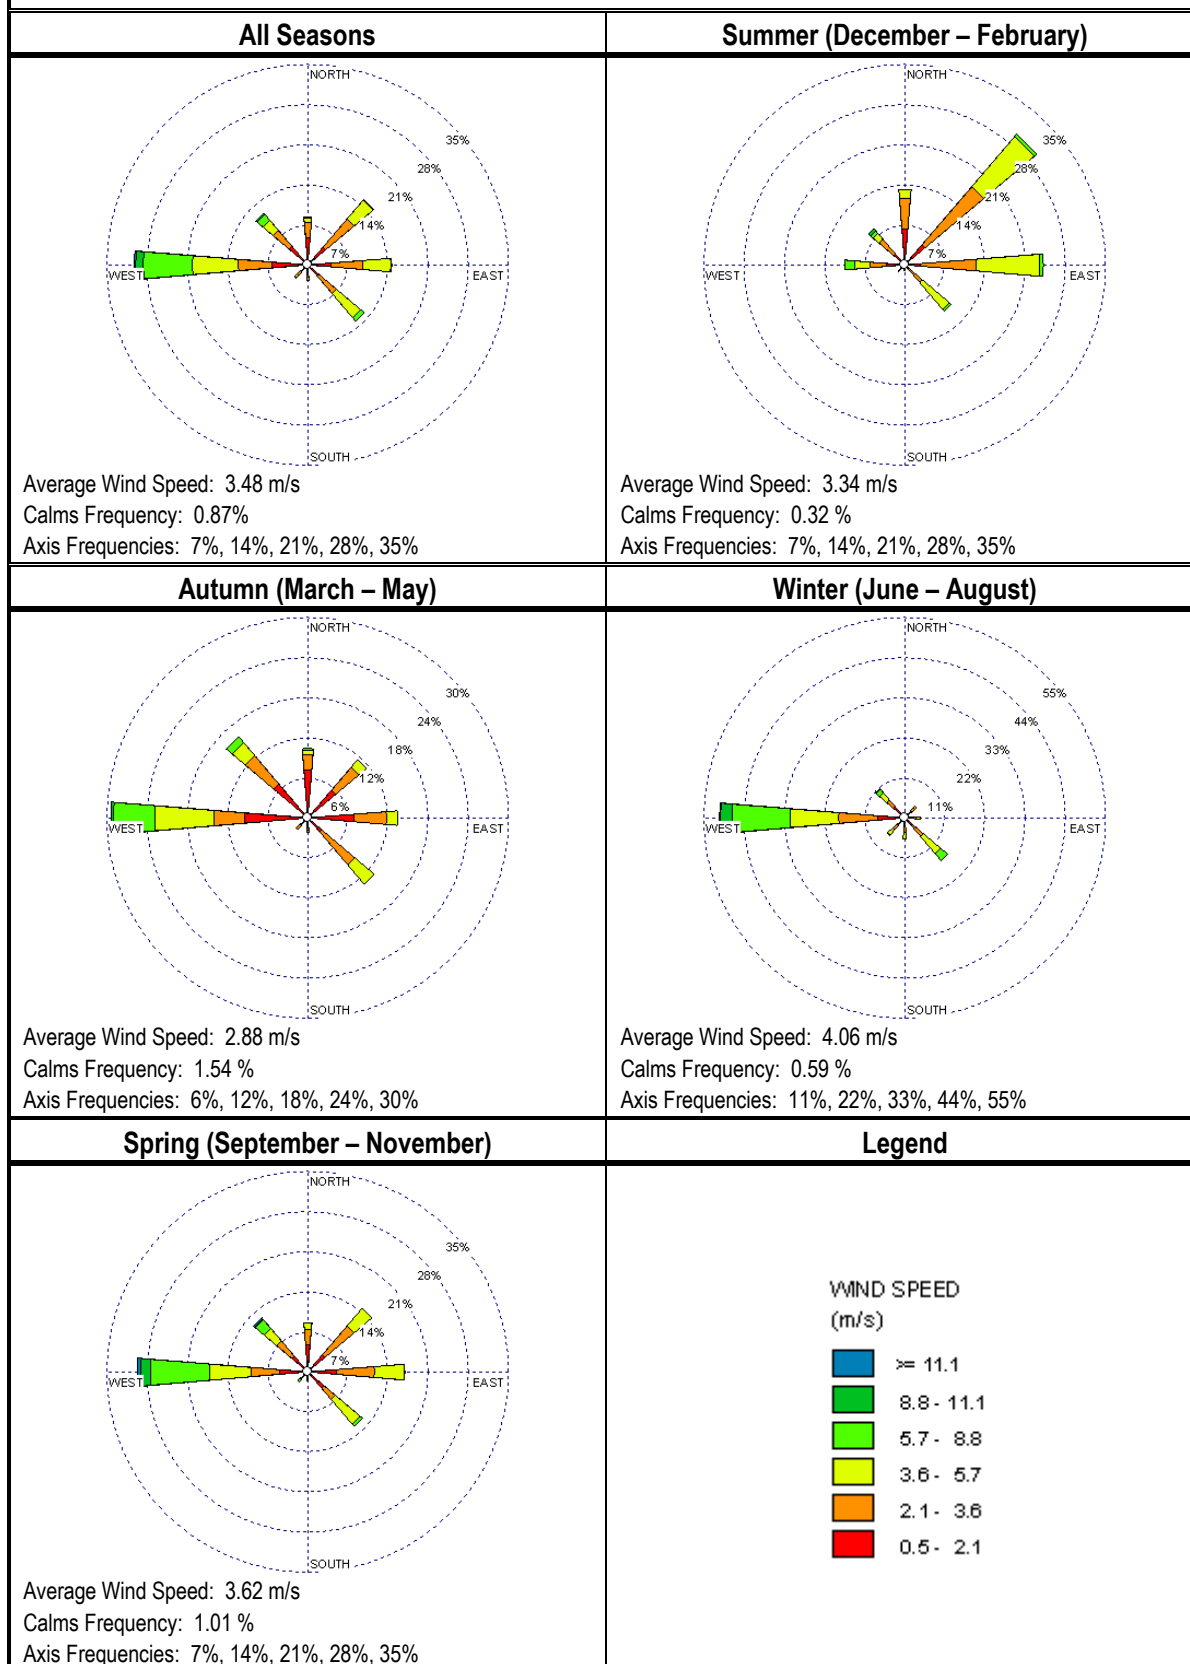 All Seasons
Summer (December – February)
NORTH
35%
28%
21%
14%
7%
WEST
EAST
SOUTH
Average Wind Speed: 3.48 m/s
Calms Frequency: 0.87%
Axis Frequencies: 7%, 14%, 21%, 28%, 35%
NORTH
35%
28%
21%
14%
7%
WEST
EAST
SOUTH
Average Wind Speed: 3.34 m/s
Calms Frequency: 0.32 %
Axis Frequencies: 7%, 14%, 21%, 28%, 35%
Autumn (March – May)
Winter (June – August)
NORTH
30%
24%
18%
12%
6%
WEST
EAST
SOUTH
Average Wind Speed: 2.88 m/s
Calms Frequency: 1.54 %
Axis Frequencies: 6%, 12%, 18%, 24%, 30%
NORTH
55%
44%
33%
22%
11%
WEST
EAST
SOUTH
Average Wind Speed: 4.06 m/s
Calms Frequency: 0.59 %
Axis Frequencies: 11%, 22%, 33%, 44%, 55%
Spring (September – November)
Legend
NORTH
35%
28%
21%
14%
7%
WEST
EAST
SOUTH
Average Wind Speed: 3.62 m/s
Calms Frequency: 1.01 %
Axis Frequencies: 7%, 14%, 21%, 28%, 35%
WIND SPEED
(m/s)
>= 11.1
8.8 - 11.1
5.7 - 8.8
3.6 - 5.7
2.1 - 3.6
0.5 - 2.1